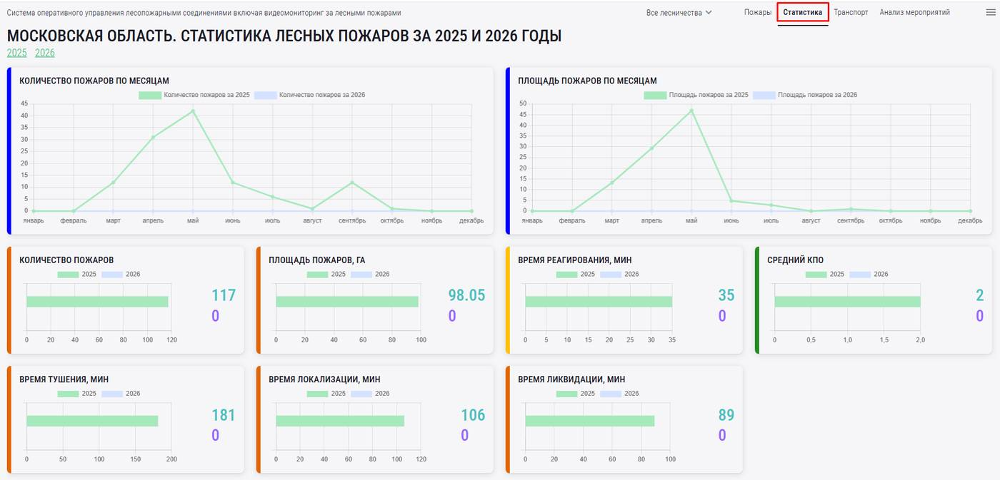 Система оперативного управления лесопожарными соединениями включая видеомониторинг за лесными пожарами
Все лесничества Пожары Статистика Транспорт Анализ мероприятий
МОСКОВСКАЯ ОБЛАСТЬ. СТАТИСТИКА ЛЕСНЫХ ПОЖАРОВ ЗА 2025 И 2026 ГОДЫ
2025 2026
КОЛИЧЕСТВО ПОЖАРОВ ПО МЕСЯЦАМ
Количество пожаров за 2025 Количество пожаров за 2026
45
40
35
30
25
20
15
10
5
0
январь февраль март апрель май июнь июль август сентябрь октябрь ноябрь декабрь
ПЛОЩАДЬ ПОЖАРОВ ПО МЕСЯЦАМ
Площадь пожаров за 2025 Площадь пожаров за 2026
50
45
40
35
30
25
20
15
10
5
0
январь февраль март апрель май июнь июль август сентябрь октябрь ноябрь декабрь
КОЛИЧЕСТВО ПОЖАРОВ
2025 2026
117
0
0 20 40 60 80 100 120
ПЛОЩАДЬ ПОЖАРОВ, ГА
2025 2026
98.05
0
0 20 40 60 80 100
ВРЕМЯ РЕАГИРОВАНИЯ, МИН
2025 2026
35
0
0 5 10 15 20 25 30 35
СРЕДНИЙ КПО
2025 2026
2
0
0 0,5 1,0 1,5 2,0
ВРЕМЯ ТУШЕНИЯ, МИН
2025 2026
181
0
0 50 100 150 200
ВРЕМЯ ЛОКАЛИЗАЦИИ, МИН
2025 2026
106
0
0 20 40 60 80 100 120
ВРЕМЯ ЛИКВИДАЦИИ, МИН
2025 2026
89
0
0 20 40 60 80 100